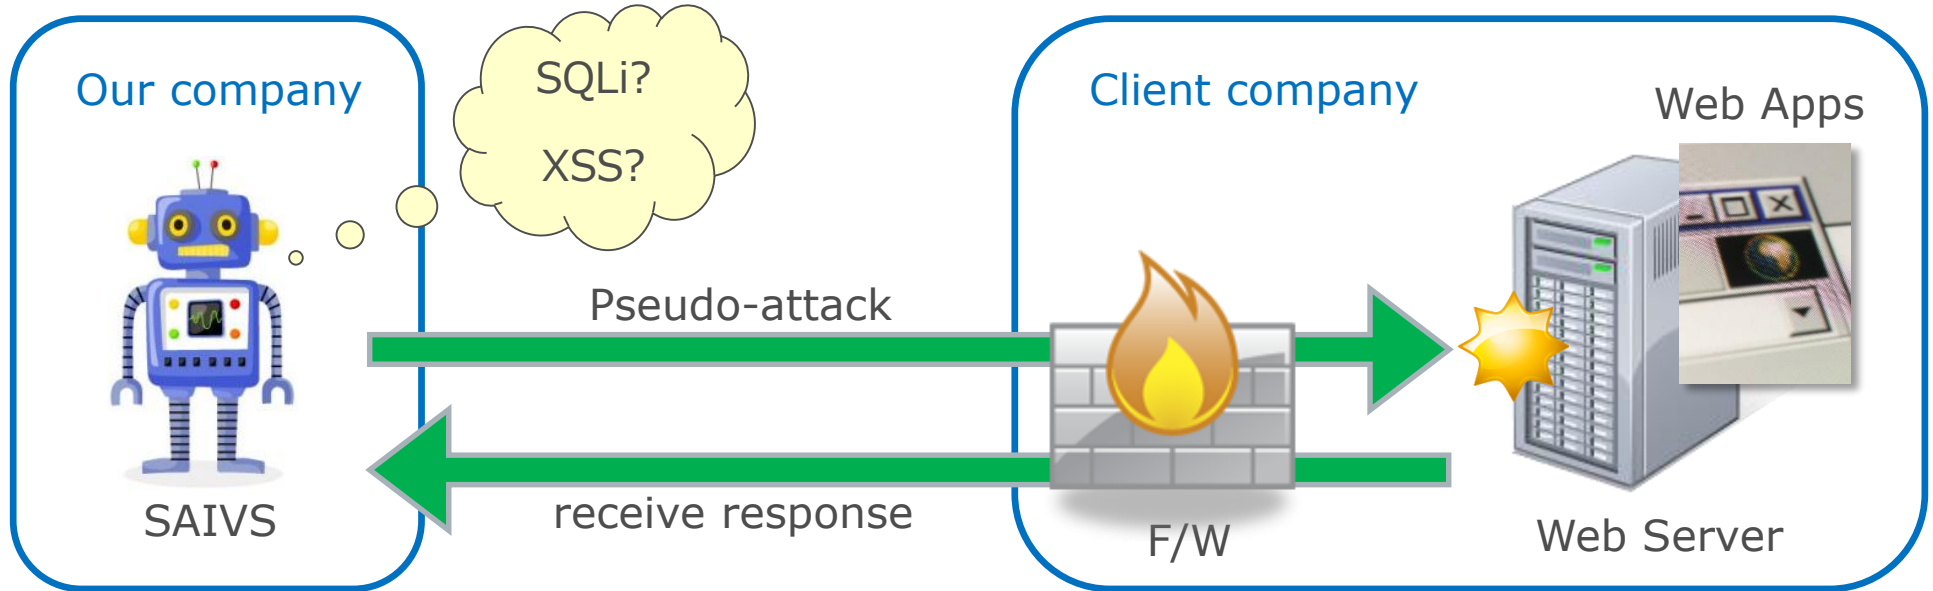 Our company
SQLi?
XSS?
SAIVS
Pseudo-attack
receive response
Client company
Web Apps
F/W
Web Server